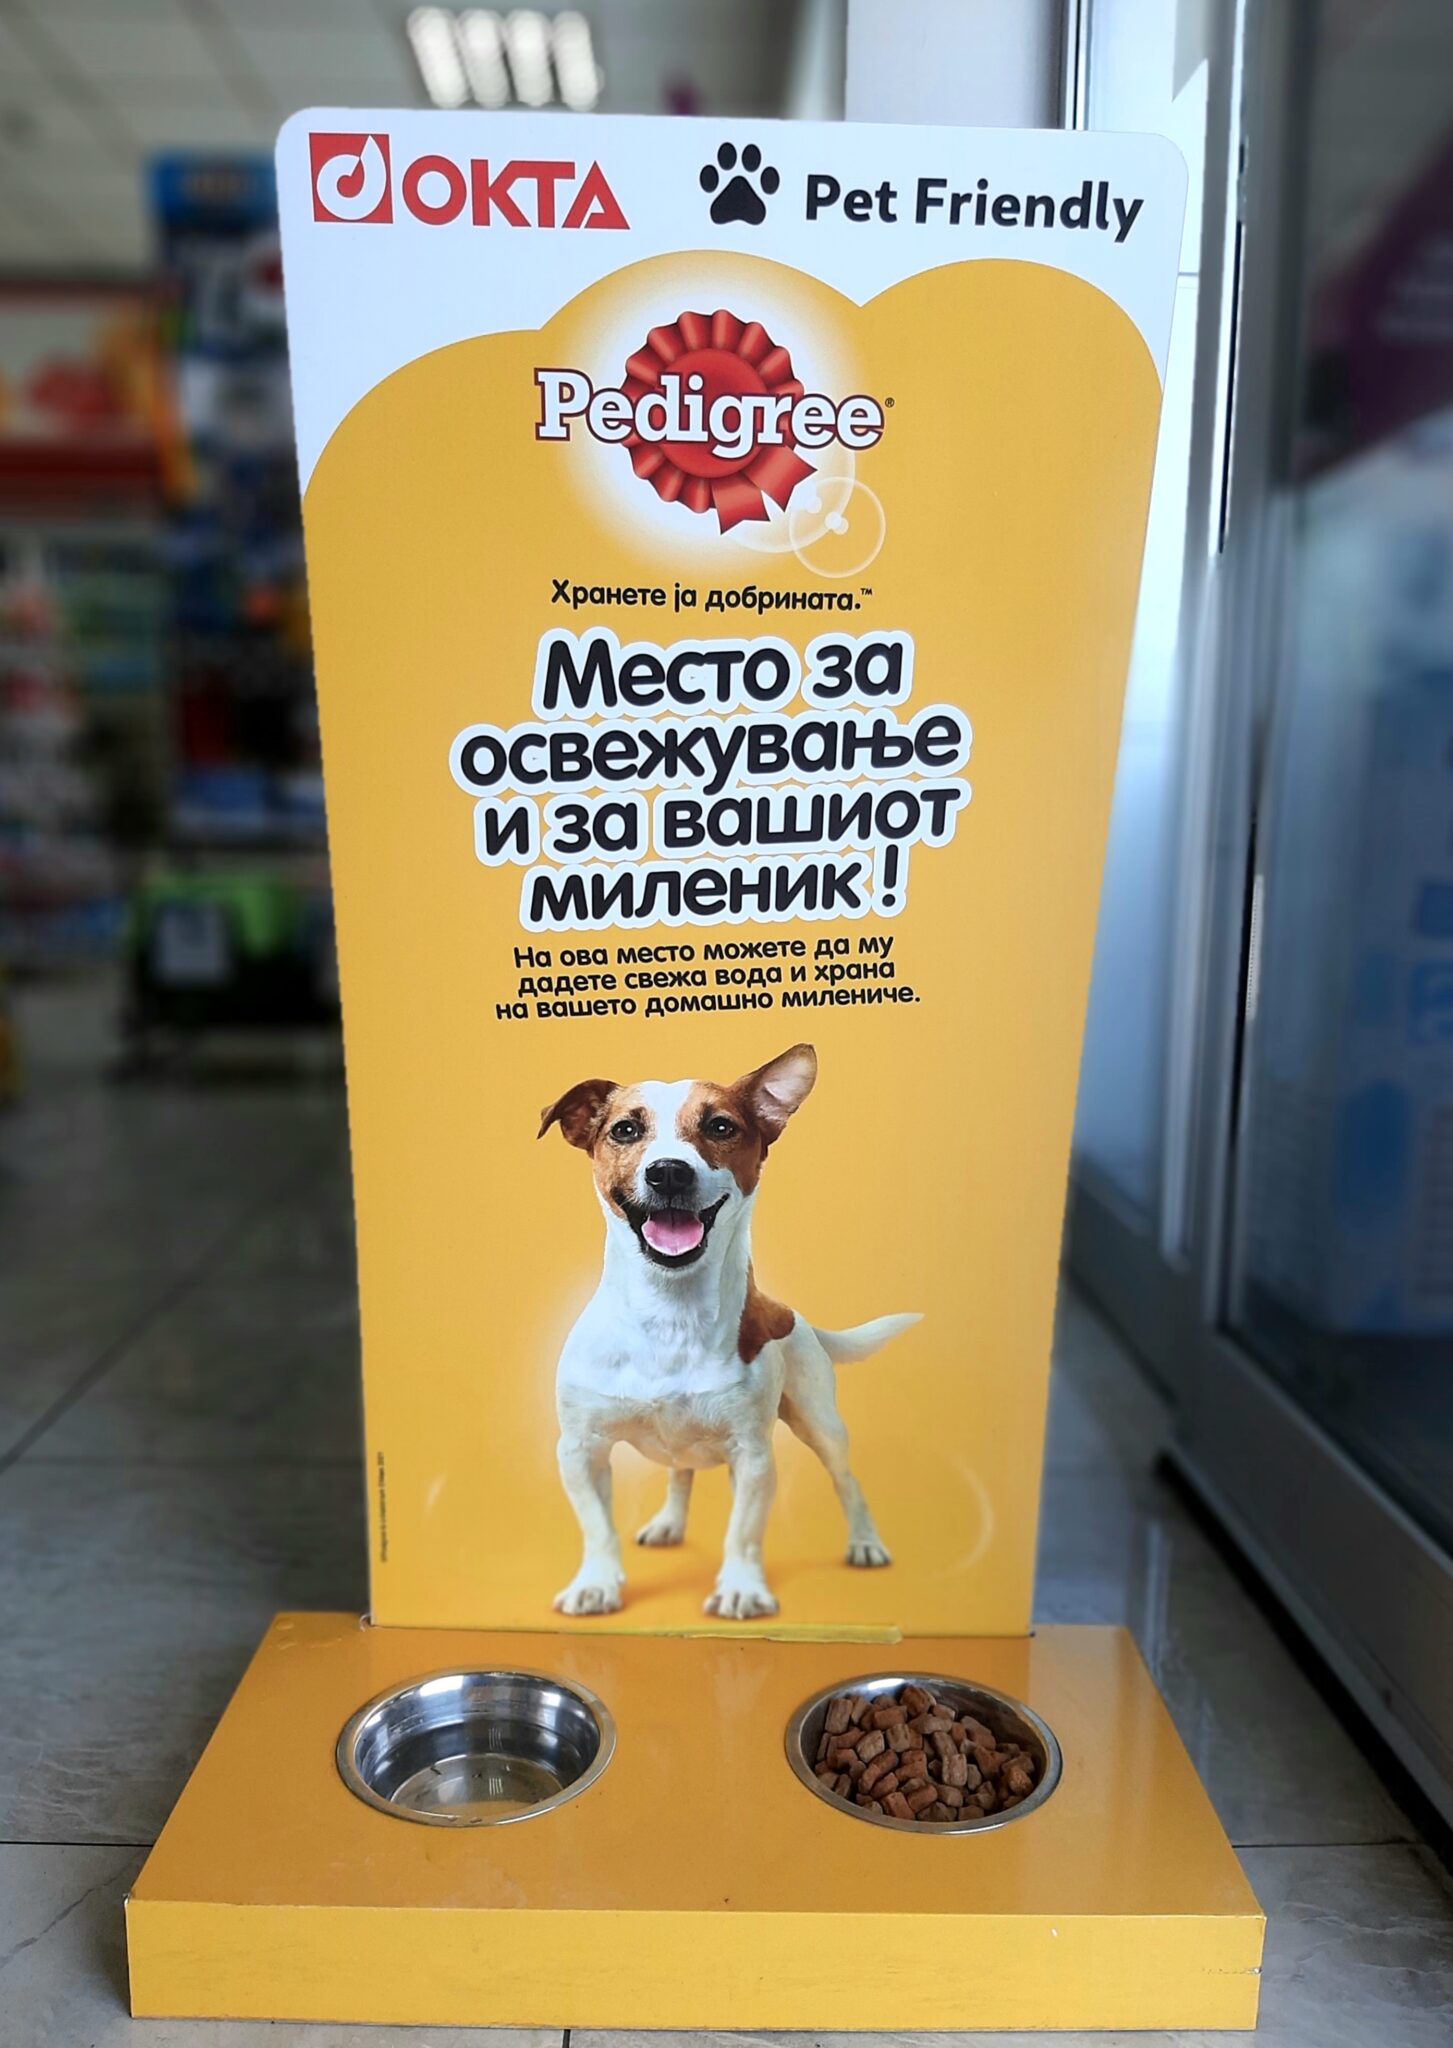 ОКТА
Pet Friendly
Pedigree®
Хранете ја добрината.™
Место за
освежување
и за вашиот
миленик!
На ова место можете да му
дадете свежа вода и храна
на вашето домашно милениче.